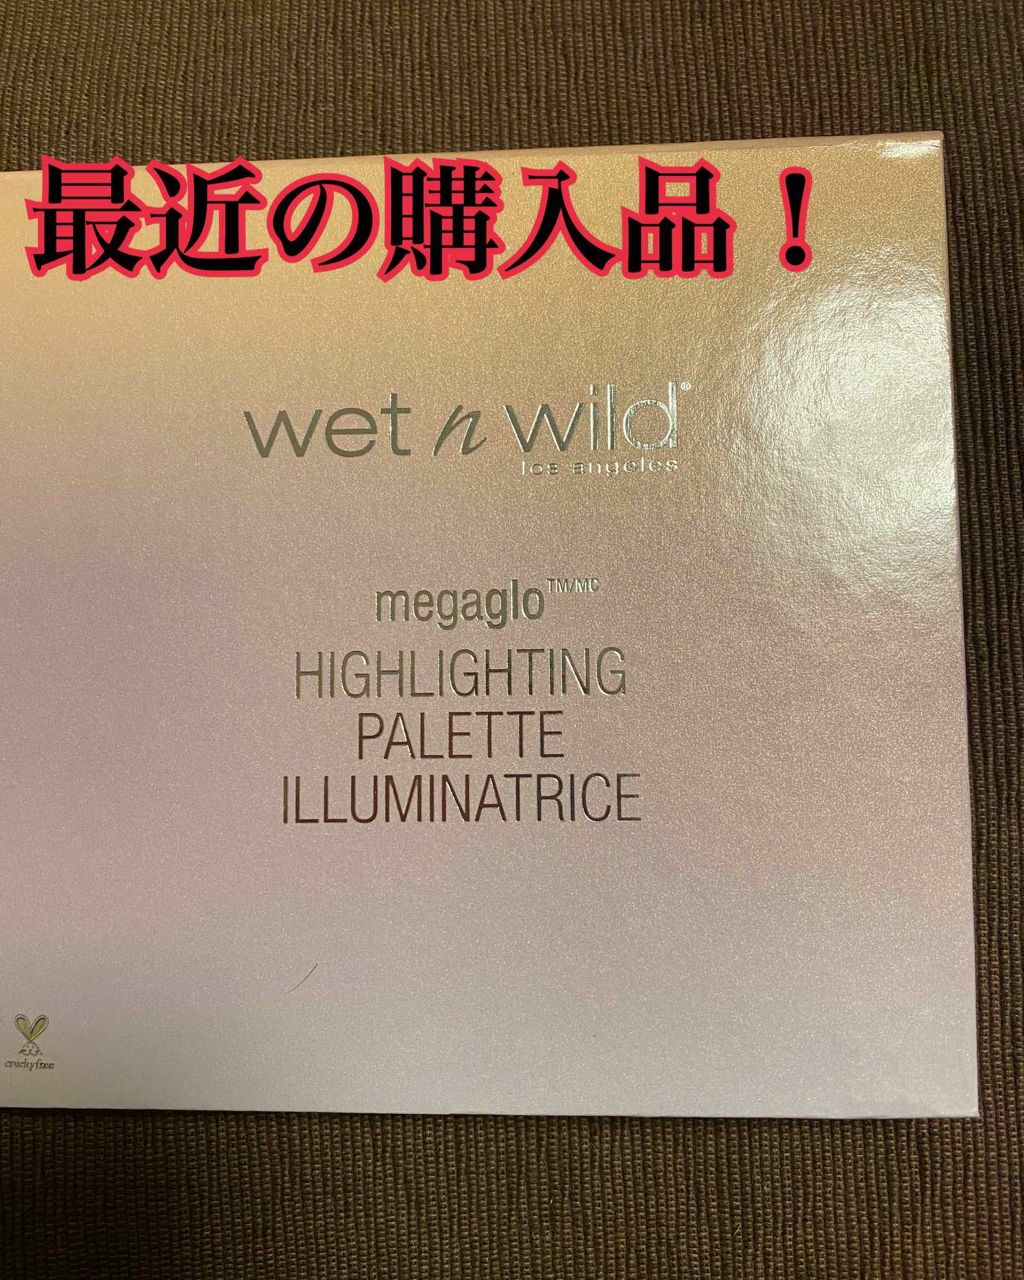 最近の購入品！
wet n wild®
los angeles
megaglo™/MC
HIGHLIGHTING
PALETTE
ILLUMINATRICE
crueltyfree